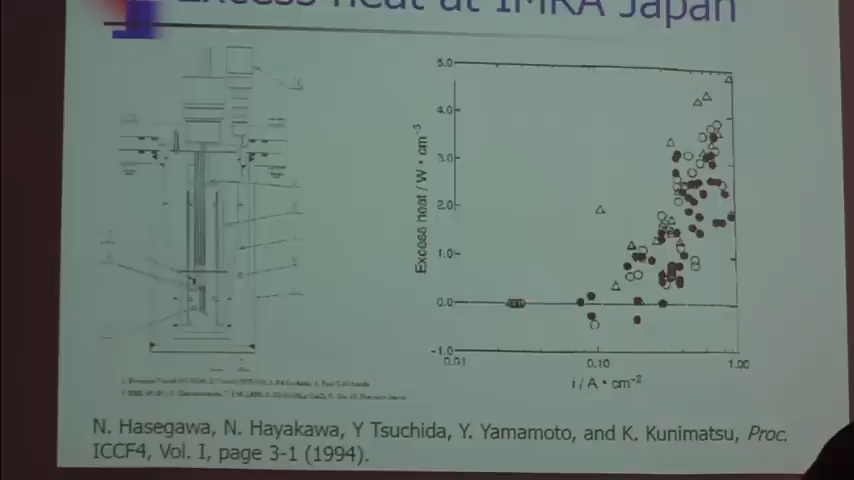 Excess heat at IMRA Japan
5.0
4.0
3.0
2.0
1.0
0.0
-1.0
Excess heat / W • cm-3
0.01 0.10 1.00
i / A • cm-2
N. Hasegawa, N. Hayakawa, Y Tsuchida, Y. Yamamoto, and K. Kunimatsu, Proc.
ICCF4, Vol. I, page 3-1 (1994).